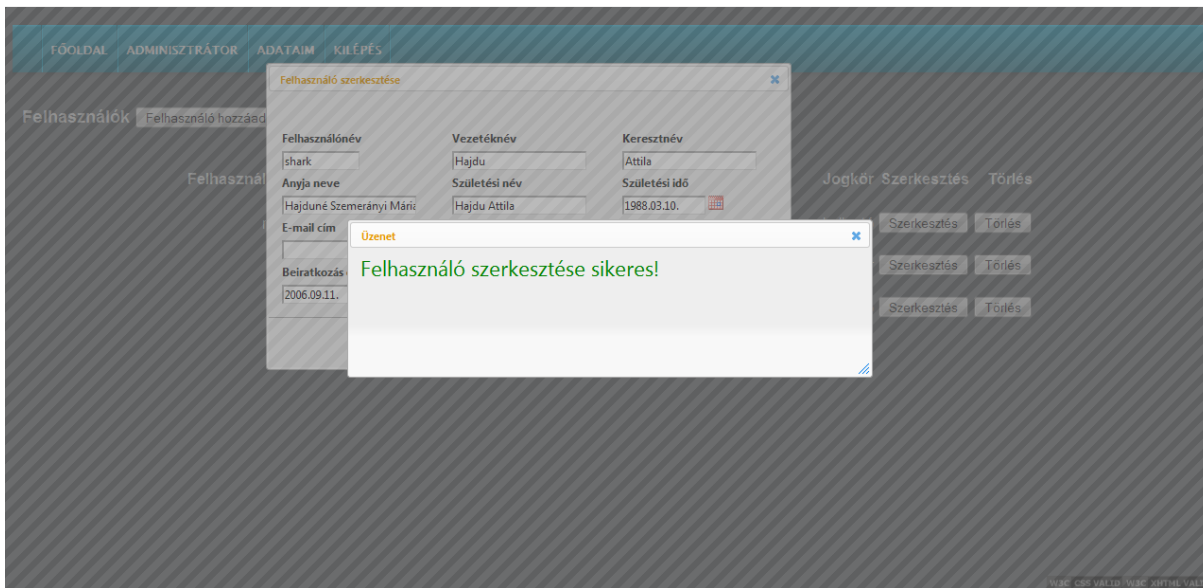 FŐOLDAL ADMINISZTRÁTOR ADATAIM KILÉPÉS
Felhasználó szerkesztése
Felhasználók Felhasználó hozzáad
Felhasználónév Vezetéknév Keresztnév
shark Hajdu Attila
Felhasznál Anyja neve Születési név Születési idő Jogkör Szerkesztés Törlés
Hajduné Szemerányi Mária Hajdu Attila 1988.03.10.
E-mail cím Szerkesztés Törlés
Üzenet
Felhasználó szerkesztése sikeres!
Szerkesztés Törlés
Beiratkozás
2006.09.11.
Szerkesztés Törlés
W3C CSS VALID W3C XHTML VAL